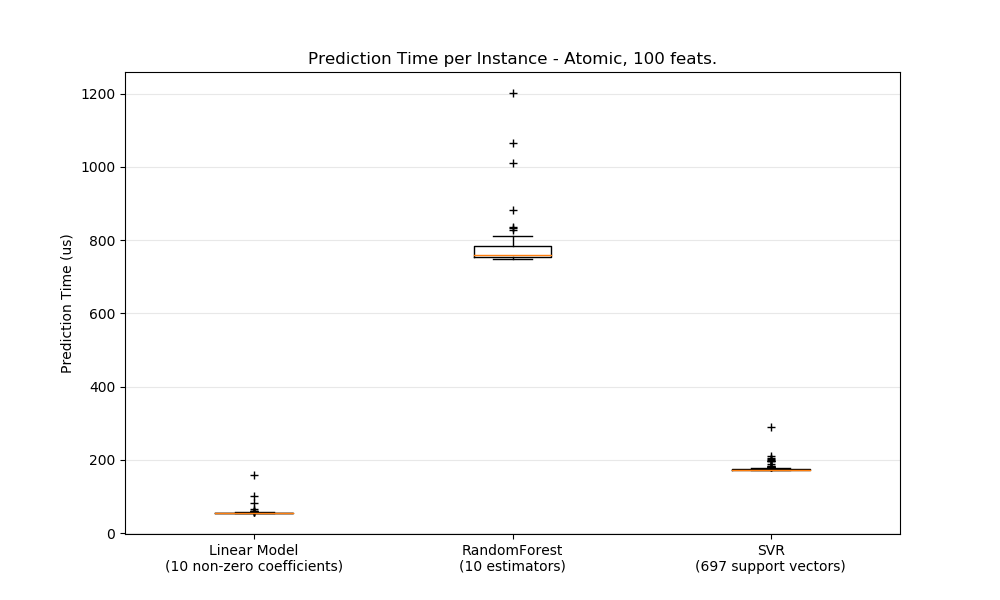 Prediction Time per Instance - Atomic, 100 feats.
Prediction Time (us)
1200
1000
800
600
400
200
0
Linear Model
(10 non-zero coefficients)
RandomForest
(10 estimators)
SVR
(697 support vectors)